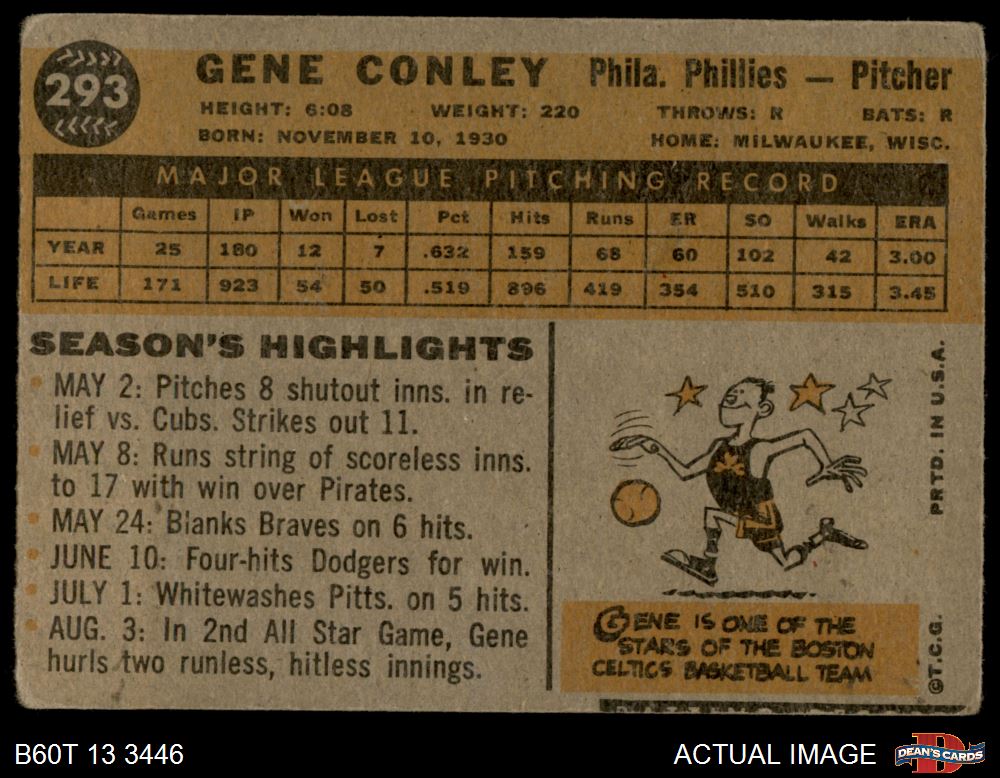 293
GENE CONLEY Phila. Phillies — Pitcher
HEIGHT: 6:08 WEIGHT: 220 THROWS: R BATS: R
BORN: NOVEMBER 10, 1930 HOME: MILWAUKEE, WISC.
MAJOR LEAGUE PITCHING RECORD
Games IP Won Lost Pct Hits Runs ER SO Walks ERA
YEAR 25 180 12 7 .632 159 68 60 102 42 3.00
LIFE 171 923 54 50 .519 896 419 354 510 315 3.45
SEASON'S HIGHLIGHTS
MAY 2: Pitches 8 shutout inns. in re-
lief vs. Cubs. Strikes out 11.
MAY 8: Runs string of scoreless inns.
to 17 with win over Pirates.
MAY 24: Blanks Braves on 6 hits.
JUNE 10: Four-hits Dodgers for win.
JULY 1: Whitewashes Pitts. on 5 hits.
AUG. 3: In 2nd All Star Game, Gene
hurls two runless, hitless innings.
GENE IS ONE OF THE
STARS OF THE BOSTON
CELTICS BASKETBALL TEAM
©T.C.G. PRTD. IN U.S.A.
B60T 13 3446 ACTUAL IMAGE DEAN'S CARDS